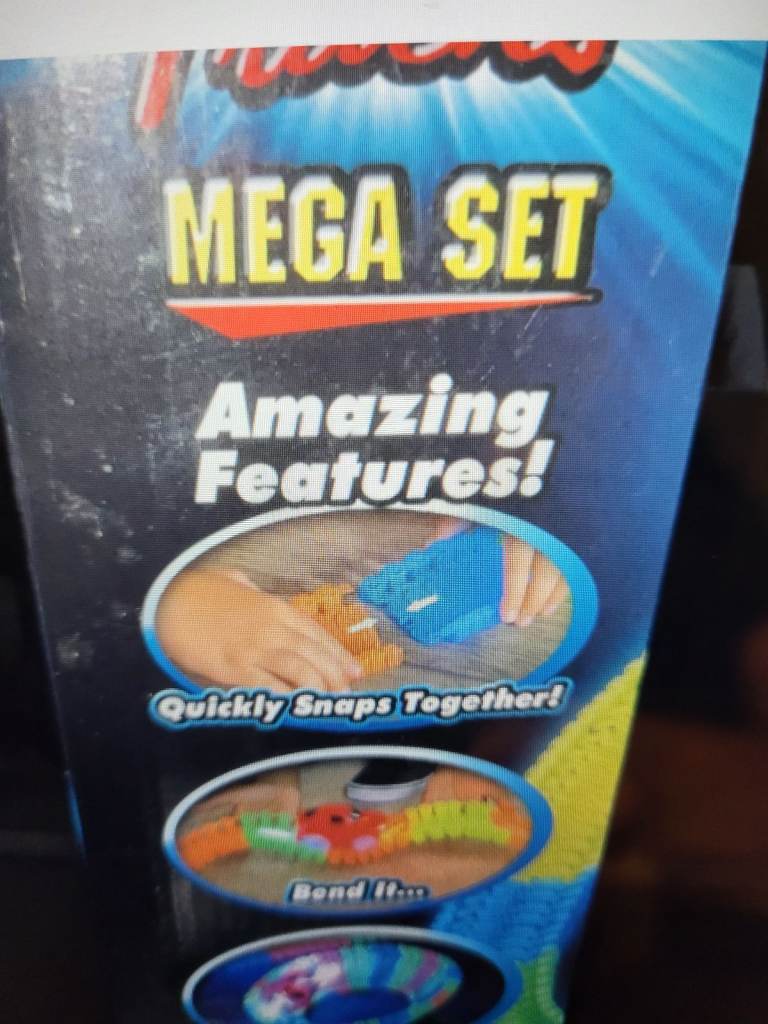 MEGA SET
Amazing
Features!
Quickly Snaps Together!
Bend It...